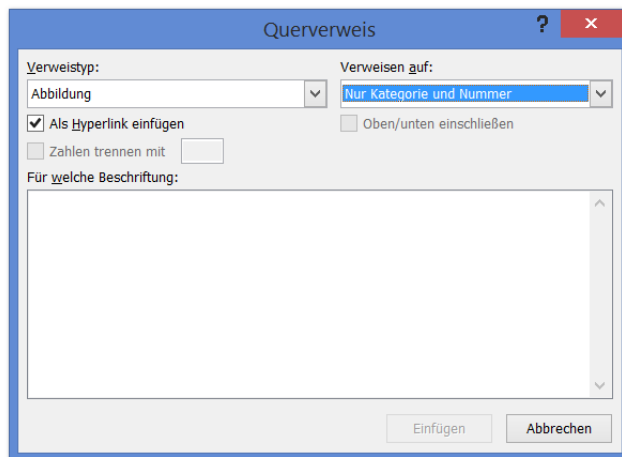 Querverweis ?
Verweistyp: Verweisen auf:
Abbildung Nur Kategorie und Nummer
Als Hyperlink einfügen Oben/unten einschließen
Zahlen trennen mit
Für welche Beschriftung:
Einfügen Abbrechen